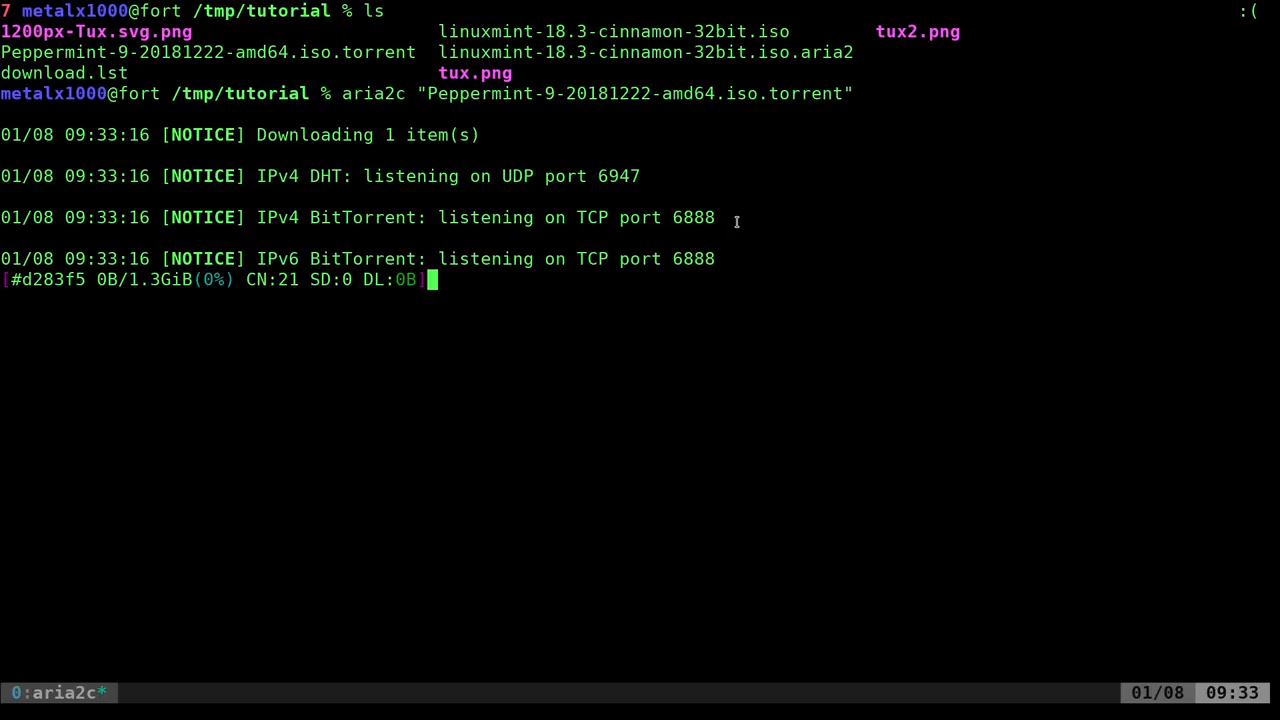 7 metalx1000@fort /tmp/tutorial % ls :(
1200px-Tux.svg.png linuxmint-18.3-cinnamon-32bit.iso tux2.png
Peppermint-9-20181222-amd64.iso.torrent linuxmint-18.3-cinnamon-32bit.iso.aria2
download.lst tux.png
metalx1000@fort /tmp/tutorial % aria2c "Peppermint-9-20181222-amd64.iso.torrent"
01/08 09:33:16 [NOTICE] Downloading 1 item(s)
01/08 09:33:16 [NOTICE] IPv4 DHT: listening on UDP port 6947
01/08 09:33:16 [NOTICE] IPv4 BitTorrent: listening on TCP port 6888
01/08 09:33:16 [NOTICE] IPv6 BitTorrent: listening on TCP port 6888
[#d283f5 0B/1.3GiB(0%) CN:21 SD:0 DL:0B]
0:aria2c* 01/08 09:33